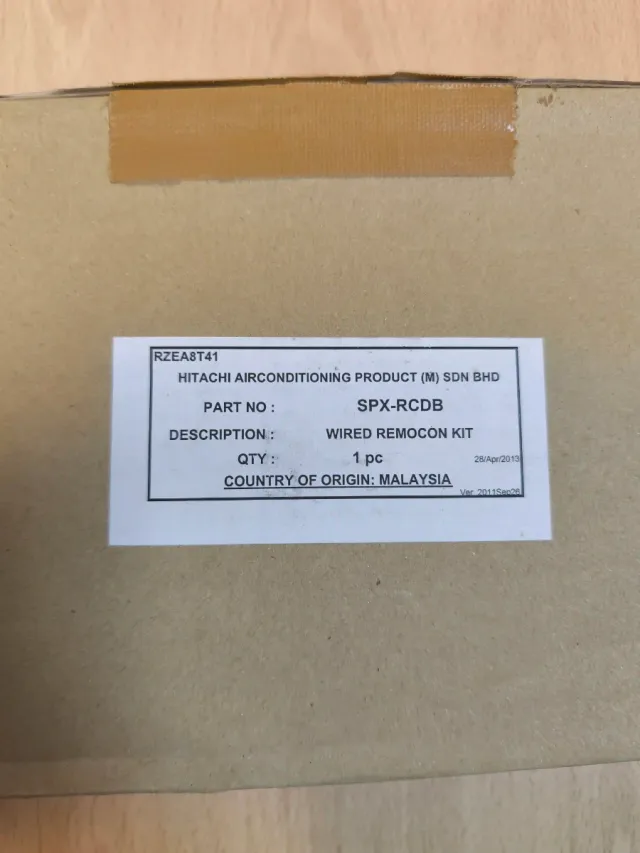 RZEA8T41
HITACHI AIRCONDITIONING PRODUCT (M) SDN BHD
PART NO : SPX-RCDB
DESCRIPTION : WIRED REMOCON KIT
QTY : 1 pc 28/Apr/2013
COUNTRY OF ORIGIN: MALAYSIA
Ver. 2011Sep26